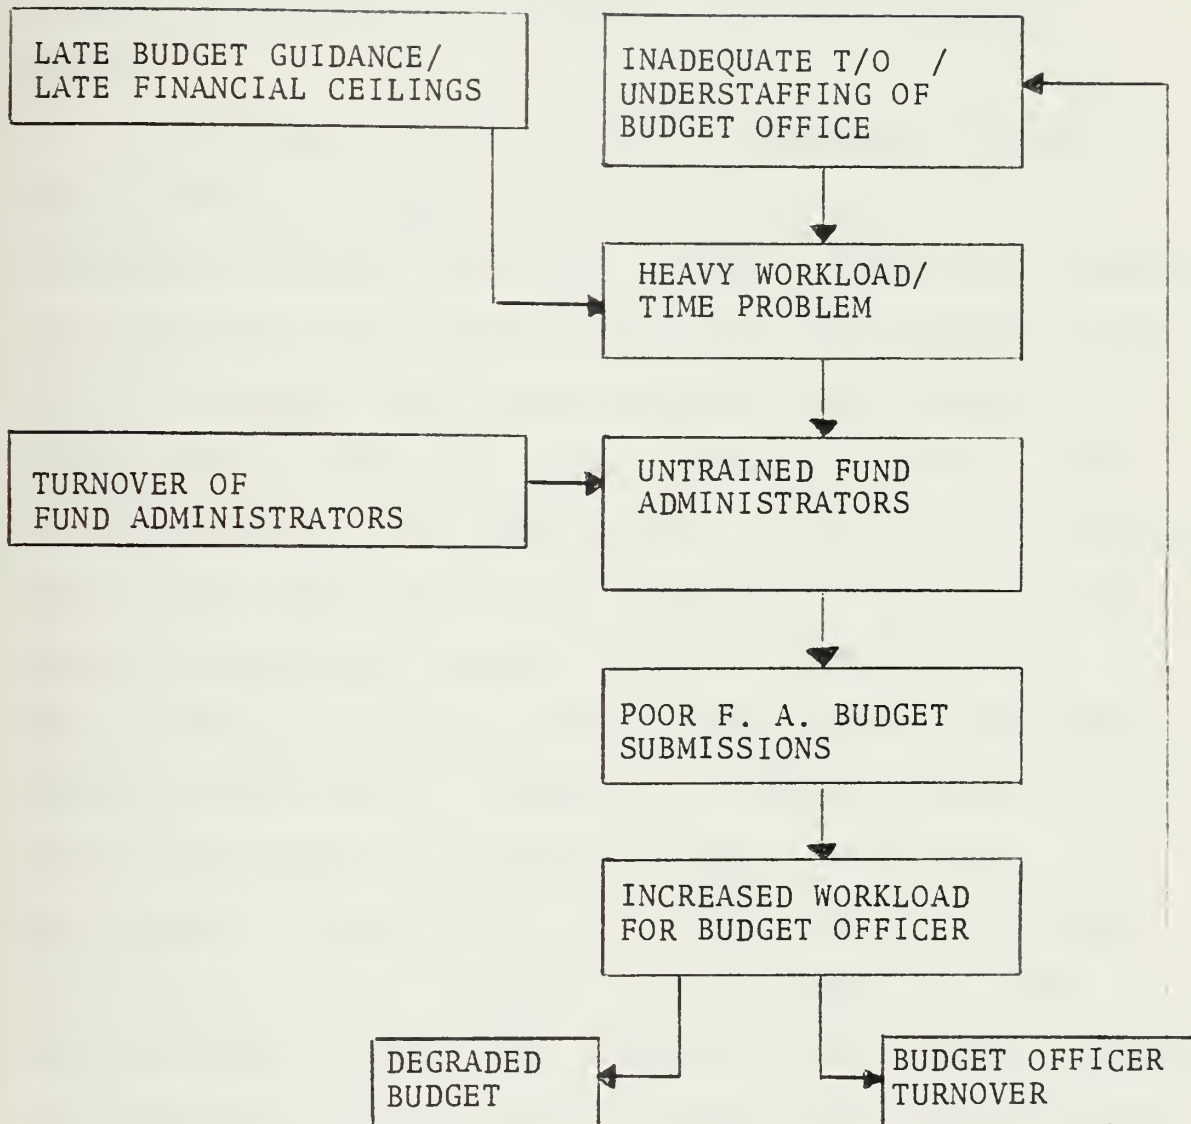 LATE BUDGET GUIDANCE/
LATE FINANCIAL CEILINGS
INADEQUATE T/O /
UNDERSTAFFING OF
BUDGET OFFICE
HEAVY WORKLOAD/
TIME PROBLEM
TURNOVER OF
FUND ADMINISTRATORS
UNTRAINED FUND
ADMINISTRATORS
POOR F. A. BUDGET
SUBMISSIONS
INCREASED WORKLOAD
FOR BUDGET OFFICER
DEGRADED
BUDGET
BUDGET OFFICER
TURNOVER